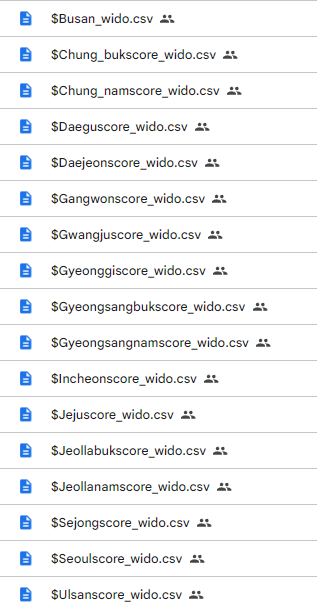 $Busan_wido.csv
$Chung_bukscore_wido.csv
$Chung_namscore_wido.csv
$Daeguscore_wido.csv
$Daejeonscore_wido.csv
$Gangwonscore_wido.csv
$Gwangjuscore_wido.csv
$Gyeonggiscore_wido.csv
$Gyeongsangbukscore_wido.csv
$Gyeongsangnamscore_wido.csv
$Incheonscore_wido.csv
$Jejuscore_wido.csv
$Jeollabukscore_wido.csv
$Jeollanamscore_wido.csv
$Sejongscore_wido.csv
$Seoulscore_wido.csv
$Ulsanscore_wido.csv